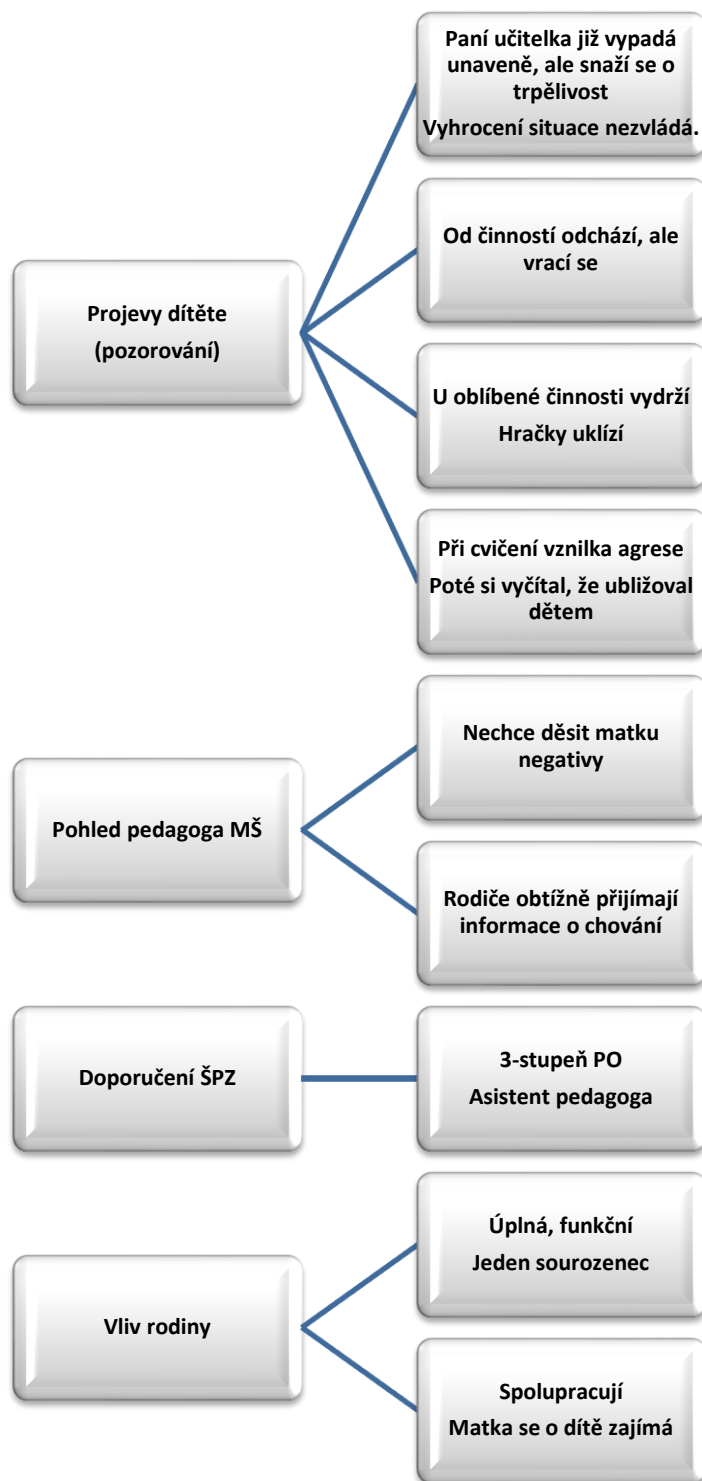 Projevy dítěte
(pozorování)
Paní učitelka již vypadá
unaveně, ale snaží se o
trpělivost
Vyhrocení situace nezvládá.
Od činností odchází, ale
vrací se
U oblíbené činnosti vydrží
Hračky uklízí
Při cvičení vznilka agrese
Poté si vyčítal, že ubližoval
dětem
Pohled pedagoga MŠ
Nechce děsit matku
negativy
Rodiče obtížně přijímají
informace o chování
Doporučení ŠPZ
3-stupeň PO
Asistent pedagoga
Vliv rodiny
Úplná, funkční
Jeden sourozenec
Spolupracují
Matka se o dítě zajímá